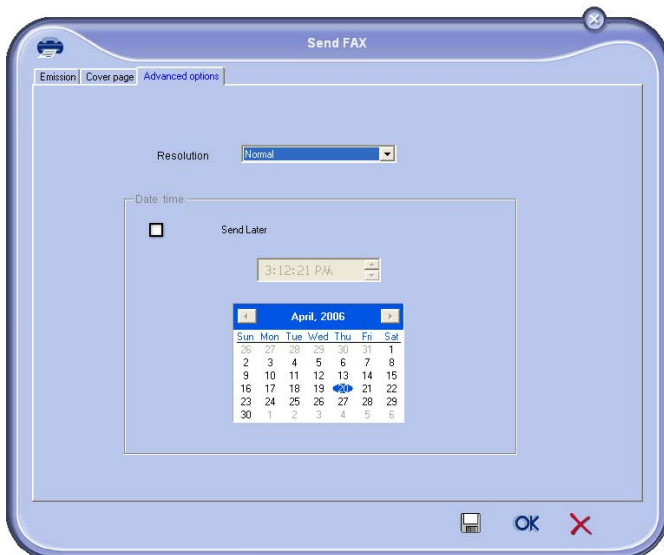 Send FAX
Emission Cover page Advanced options
Resolution Normal
Date time
Send Later
3:12:21 PM
April, 2006
Sun Mon Tue Wed Thu Fri Sat
26 27 28 29 30 31 1
2 3 4 5 6 7 8
9 10 11 12 13 14 15
16 17 18 19 20 21 22
23 24 25 26 27 28 29
30 1 2 3 4 5 6
OK